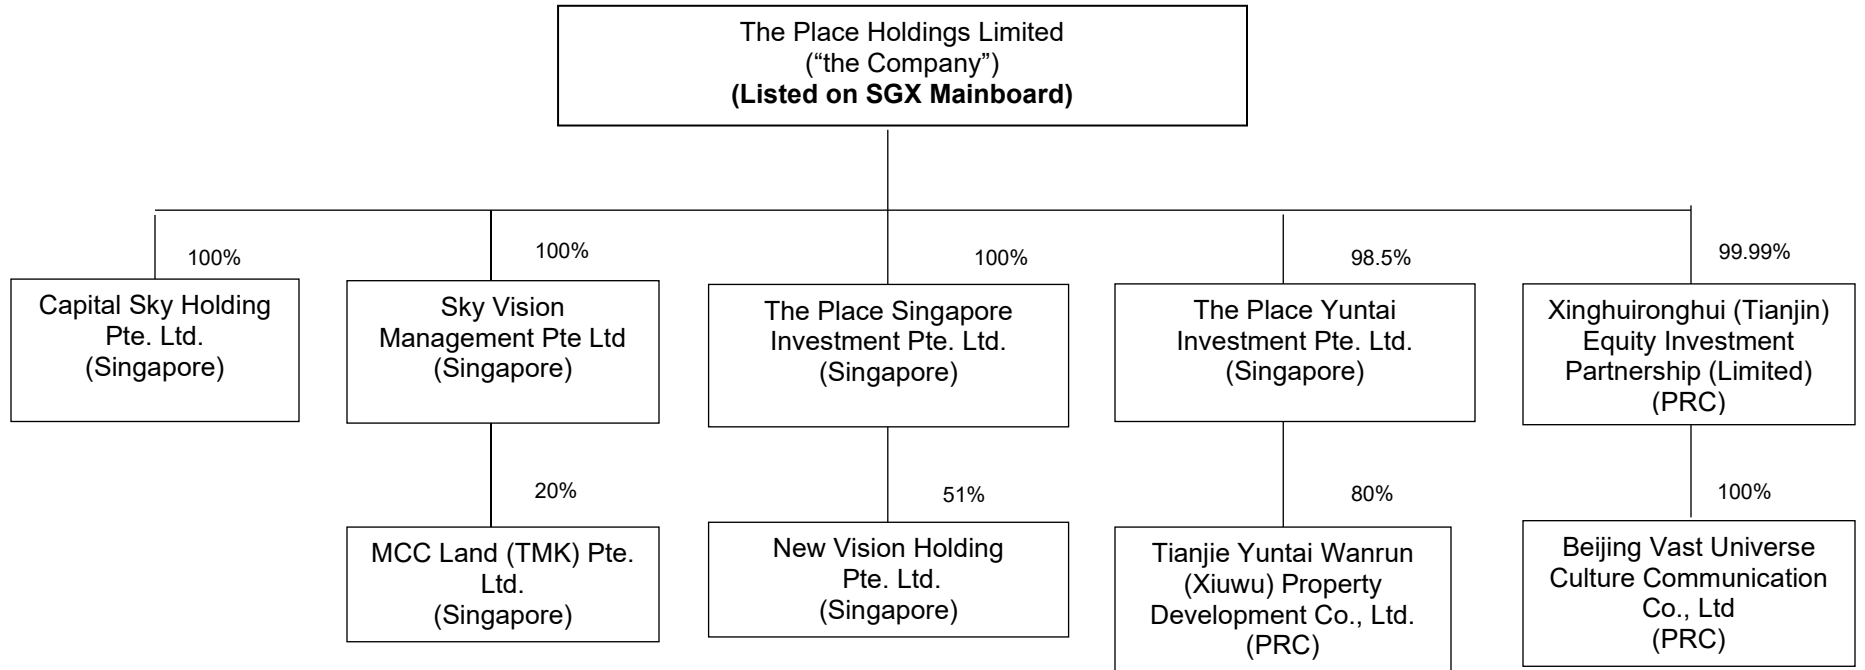 The Place Holdings Limited
(“the Company”)
(Listed on SGX Mainboard)
100%
100%
100%
98.5%
99.99%
Capital Sky Holding
Pte. Ltd.
(Singapore)
Sky Vision
Management Pte Ltd
(Singapore)
The Place Singapore
Investment Pte. Ltd.
(Singapore)
The Place Yuntai
Investment Pte. Ltd.
(Singapore)
Xinghuironghui (Tianjin)
Equity Investment
Partnership (Limited)
(PRC)
20%
51%
80%
100%
MCC Land (TMK) Pte.
Ltd.
(Singapore)
New Vision Holding
Pte. Ltd.
(Singapore)
Tianjie Yuntai Wanrun
(Xiuwu) Property
Development Co., Ltd.
(PRC)
Beijing Vast Universe
Culture Communication
Co., Ltd
(PRC)